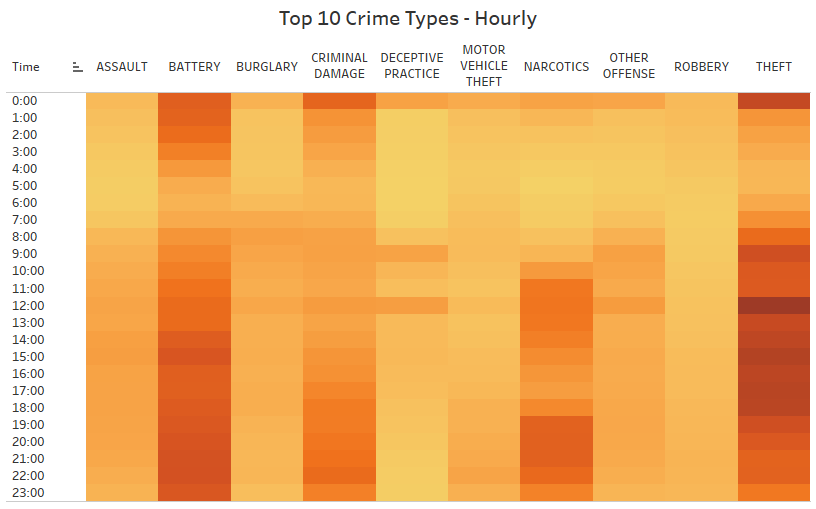 Top 10 Crime Types - Hourly
Time
ASSAULT
BATTERY
BURGLARY
CRIMINAL
DAMAGE
DECEPTIVE
PRACTICE
MOTOR
VEHICLE
THEFT
NARCOTICS
OTHER
OFFENSE
ROBBERY
THEFT
0:00
1:00
2:00
3:00
4:00
5:00
6:00
7:00
8:00
9:00
10:00
11:00
12:00
13:00
14:00
15:00
16:00
17:00
18:00
19:00
20:00
21:00
22:00
23:00